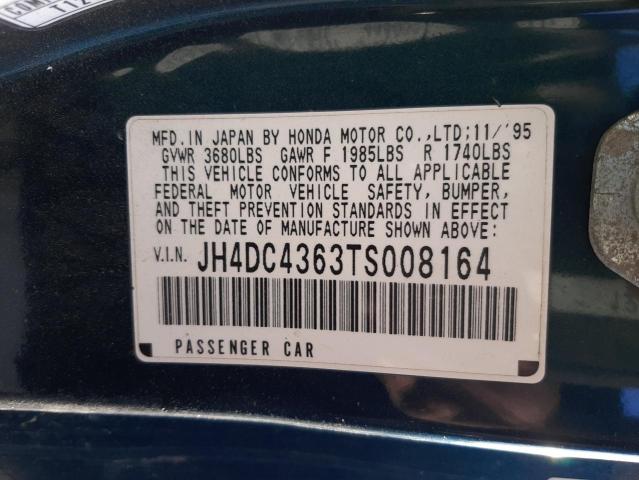 MFD. IN JAPAN BY HONDA MOTOR CO.,LTD;11/'95
GVWR 3680LBS GAWR F 1985LBS R 1740LBS
THIS VEHICLE CONFORMS TO ALL APPLICABLE
FEDERAL MOTOR VEHICLE SAFETY, BUMPER,
AND THEFT PREVENTION STANDARDS IN EFFECT
ON THE DATE OF MANUFACTURE SHOWN ABOVE:
V.I.N. JH4DC4363TS008164
PASSENGER CAR